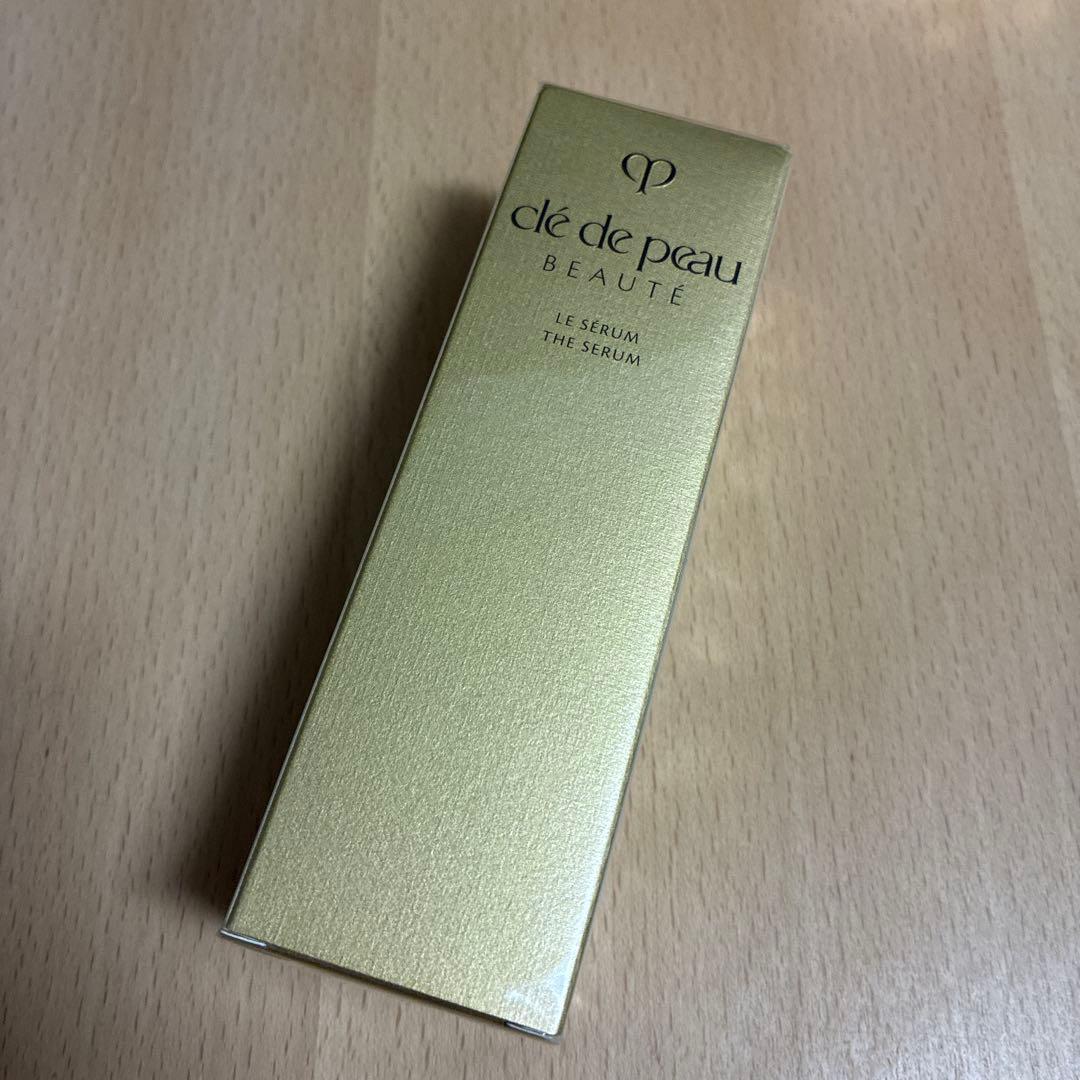 clé de peau
BEAUTÉ
LE SÉRUM
THE SERUM